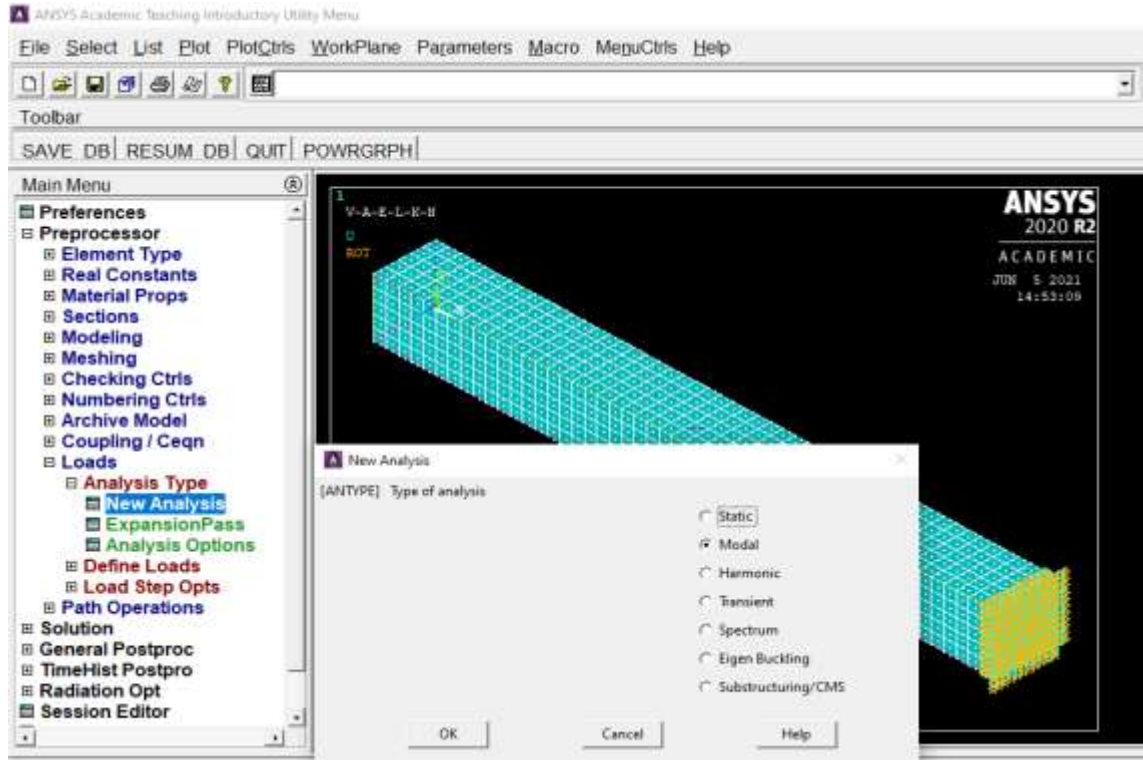 ANSYS Academic Teaching Introductory Utility Menu
File Select List Plot PlotCtrls WorkPlane Parameters Macro MenuCtrls Help
Toolbar
SAVE_DB RESUM_DB QUIT POWRGRPH
Main Menu
Preferences
Preprocessor
Element Type
Real Constants
Material Props
Sections
Modeling
Meshing
Checking Ctrls
Numbering Ctrls
Archive Model
Coupling / Ceqn
Loads
Analysis Type
New Analysis
ExpansionPass
Analysis Options
Define Loads
Load Step Opts
Path Operations
Solution
General Postproc
TimeHist Postpro
Radiation Opt
Session Editor
1
V-A-E-L-K-N
U
ROT
ANSYS
2020 R2
ACADEMIC
JUN 5 2021
14:53:09
New Analysis
[ANTYPE] Type of analysis
Static
Modal
Harmonic
Transient
Spectrum
Eigen Buckling
Substructuring/CMS
OK Cancel Help